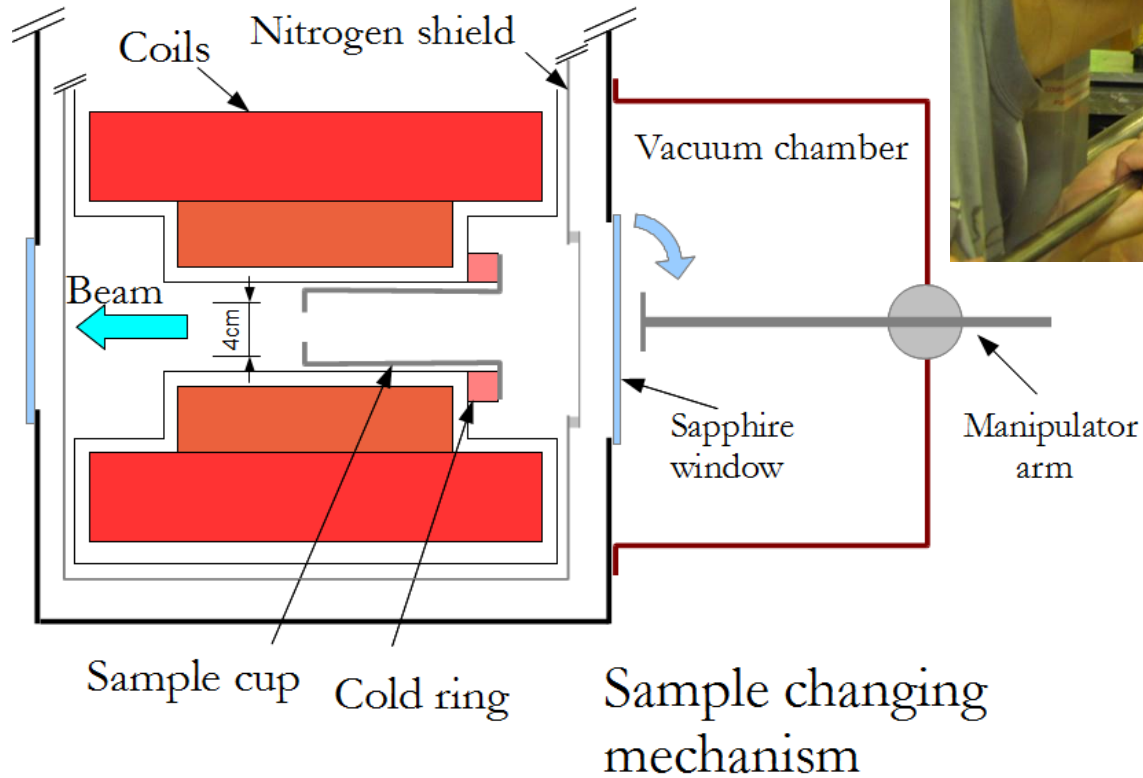 Nitrogen shield
Coils
Vacuum chamber
Beam
4cm
Sapphire
window
Manipulator
arm
Sample cup
Cold ring
Sample changing
mechanism